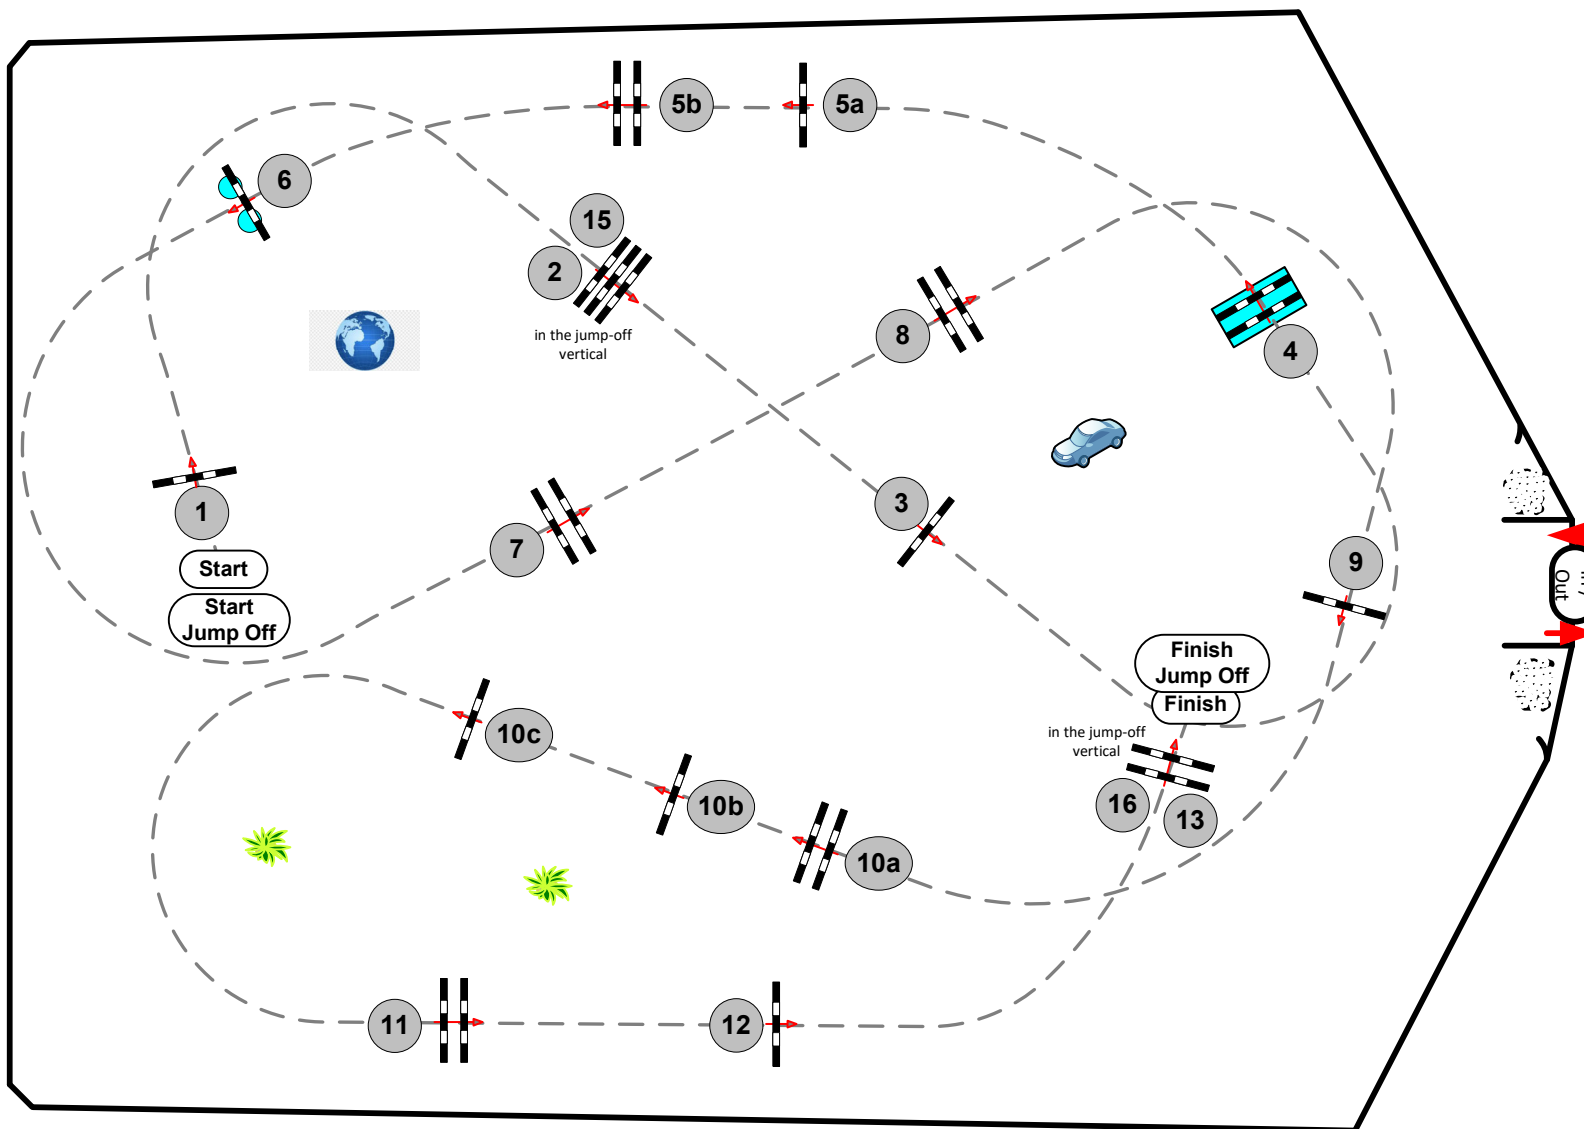 5b
5a
6
15
2
in the jump-off
vertical
8
4
3
1
7
9
Start
Start
Jump Off
Finish
Jump Off
Finish
in the jump-off
vertical
10c
10b
10a
16
13
11
12
Out